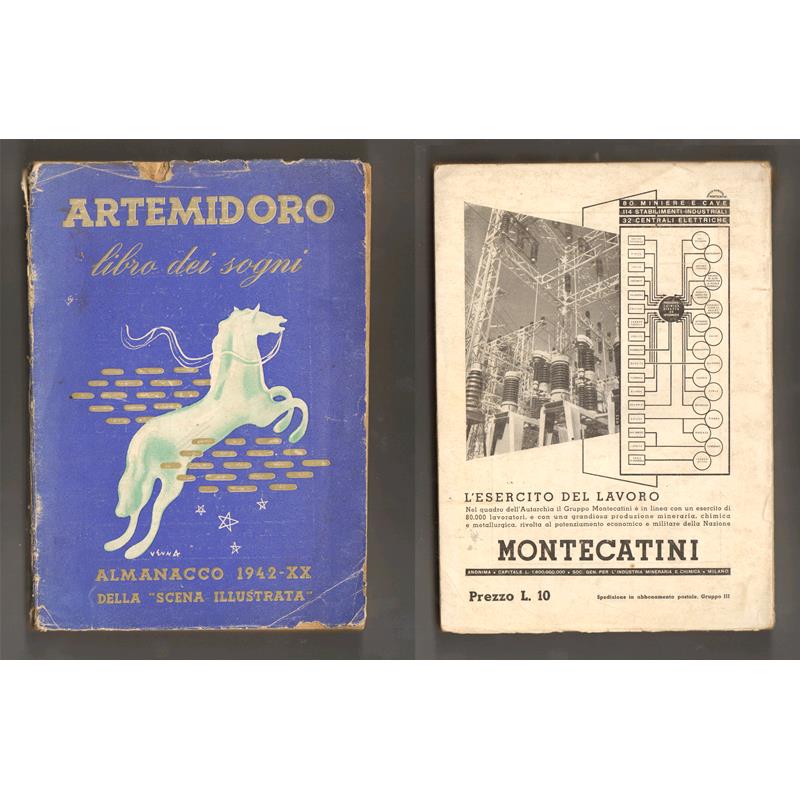 ARTEMIDORO
libro dei sogni
VENNA
ALMANACCO 1942-XX
DELLA "SCENA ILLUSTRATA"
80 MINIERE E CAVE
114 STABILIMENTI INDUSTRIALI
32 CENTRALI ELETTRICHE
L'ESERCITO DEL LAVORO
Nel quadro dell'Autarchia il Gruppo Montecatini è in linea con un esercito di
80.000 lavoratori, e con una grandiosa produzione mineraria, chimica
e metallurgica, rivolta al potenziamento economico e militare della Nazione
MONTECATINI
ANONIMA • CAPITALE L. 1.800.000.000 • SOC. GEN. PER L'INDUSTRIA MINERARIA E CHIMICA • MILANO
Prezzo L. 10
Spedizione in abbonamento postale. Gruppo III